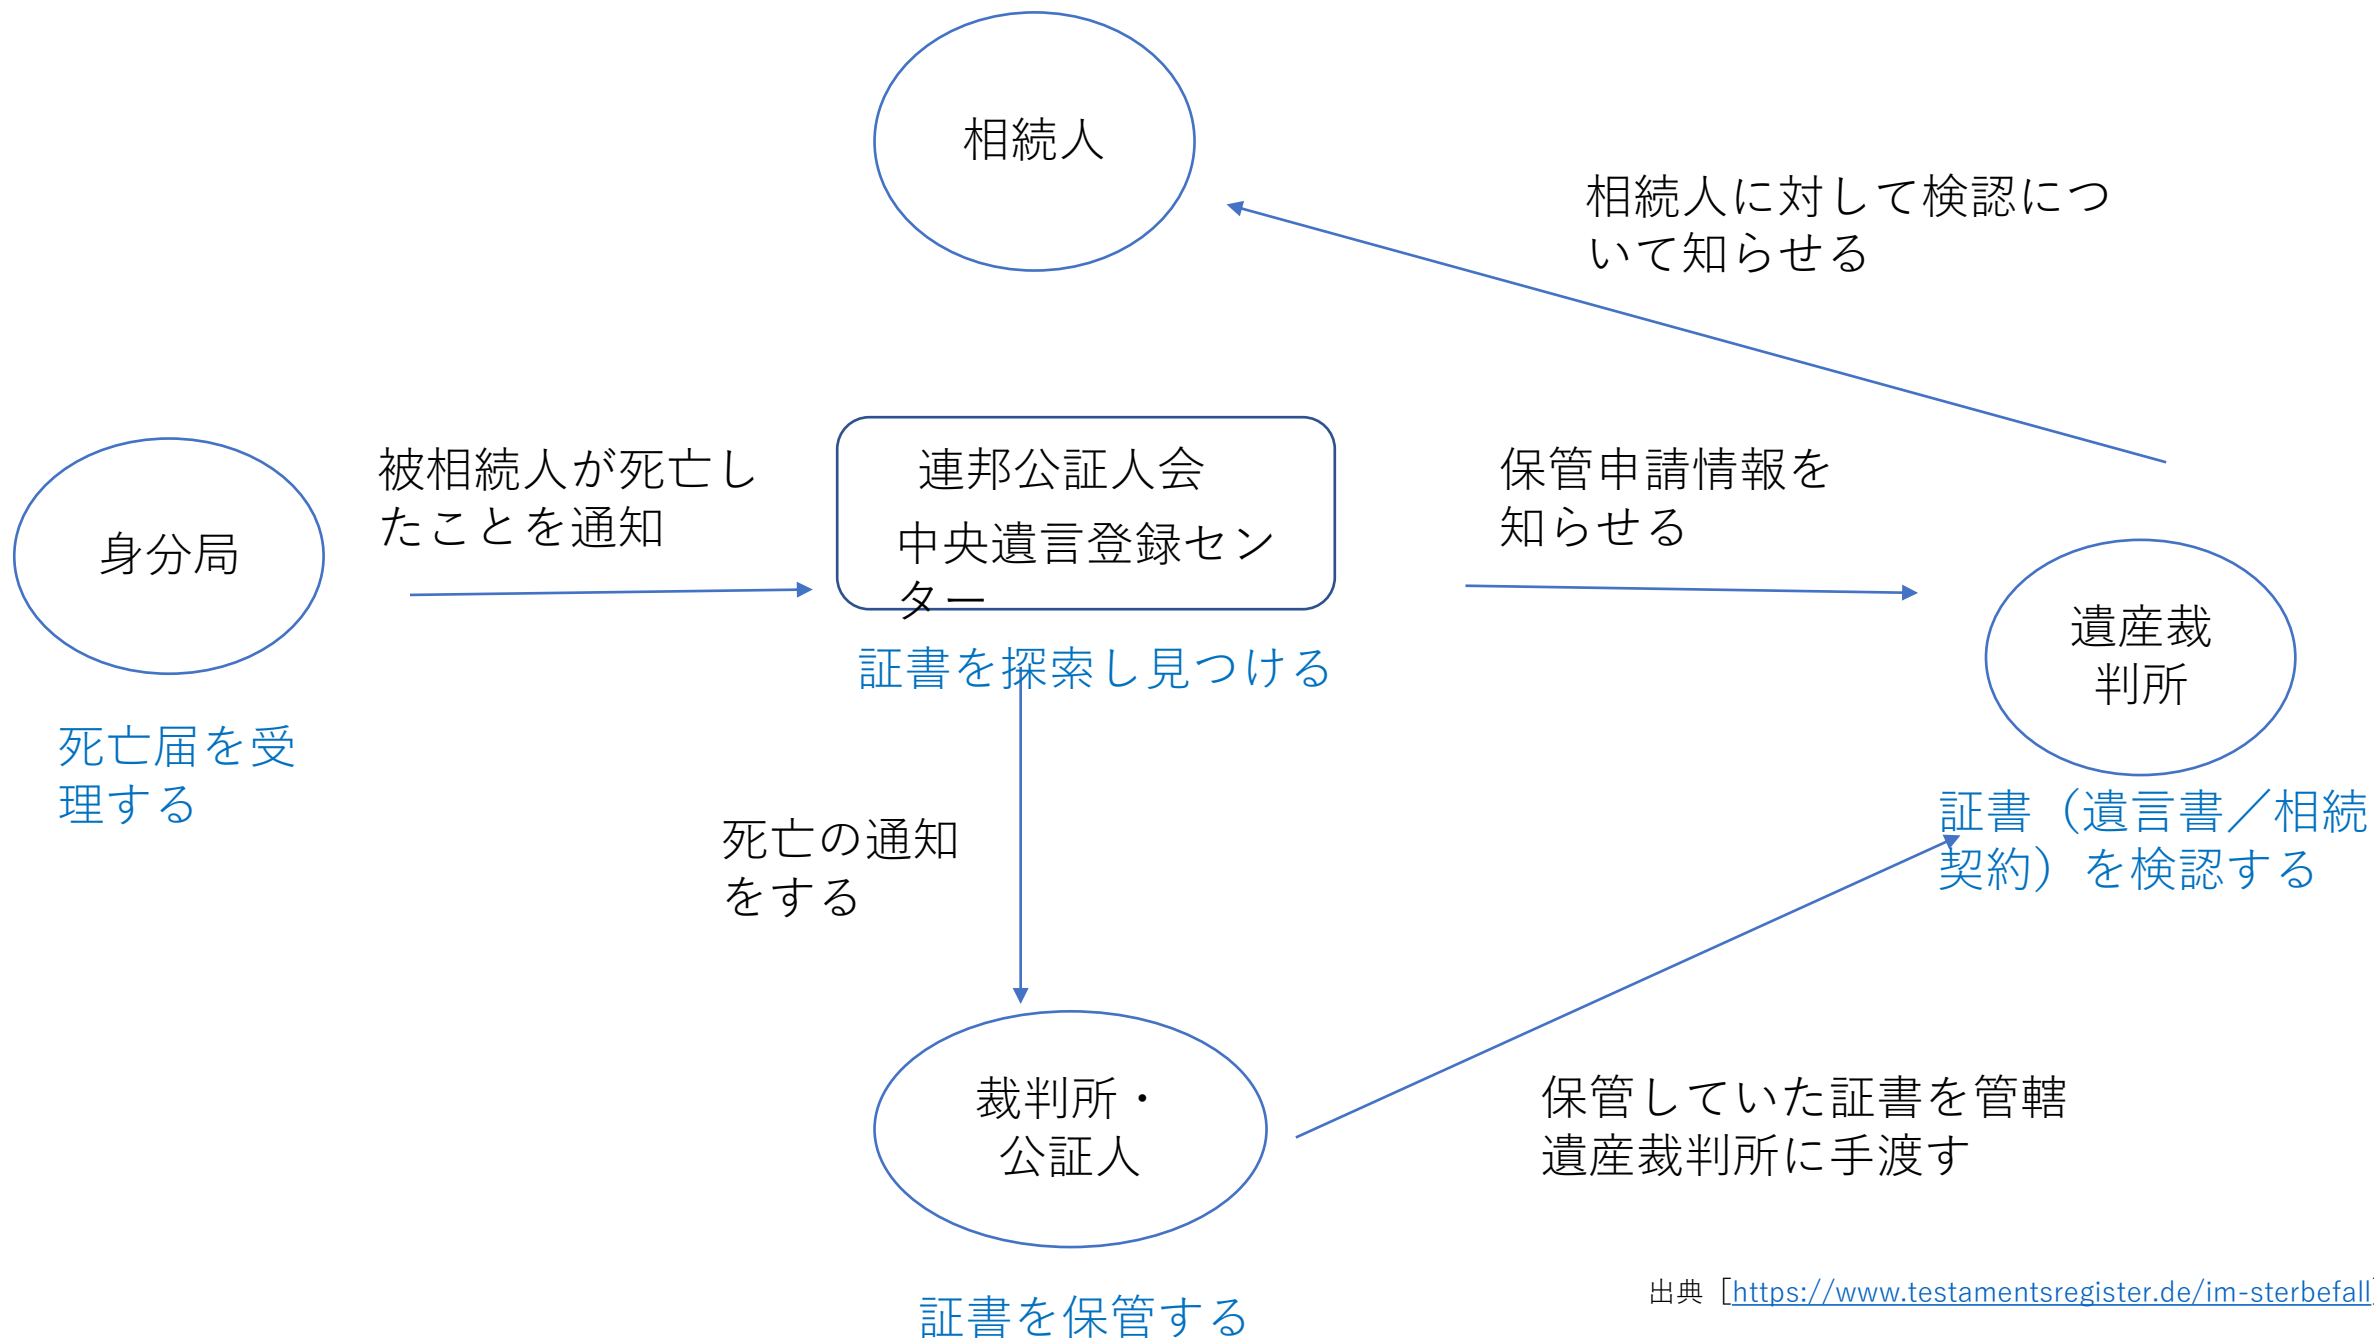 相続人
相続人に対して検認につ
いて知らせる
身分局
死亡届を受
理する
被相続人が死亡し
たことを通知
連邦公証人会
中央遺言登録セン
ター
証書を探索し見つける
保管申請情報を
知らせる
遺産裁
判所
証書（遺言書／相続
契約）を検認する
死亡の通知
をする
裁判所・
公証人
証書を保管する
保管していた証書を管轄
遺産裁判所に手渡す
出典［https://www.testamentsregister.de/im-sterbefall］